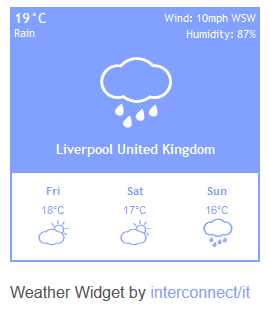 19°C Wind: 10mph WSW
Rain Humidity: 87%
Liverpool United Kingdom
Fri Sat Sun
18°C 17°C 16°C
Weather Widget by interconnect/it